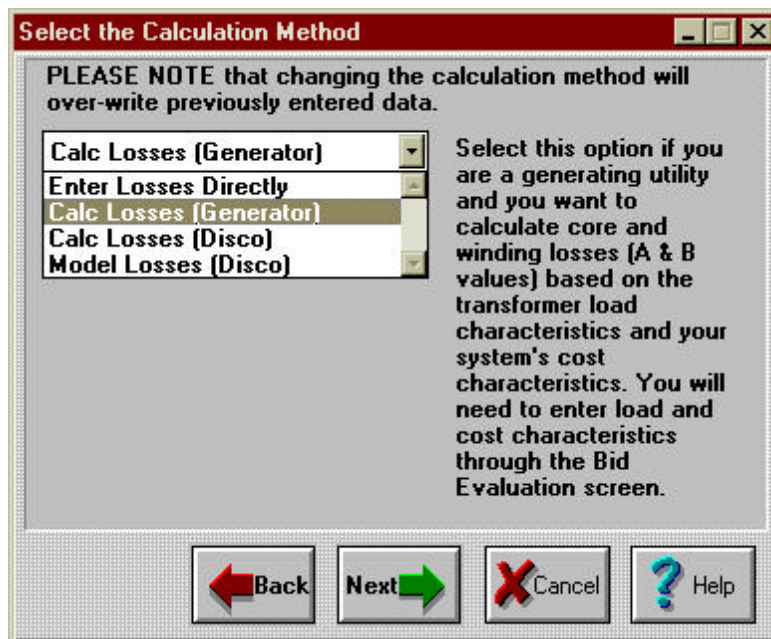 Select the Calculation Method
PLEASE NOTE that changing the calculation method will
over-write previously entered data.
Calc Losses (Generator)
Enter Losses Directly
Calc Losses (Generator)
Calc Losses (Disco)
Model Losses (Disco)
Select this option if you
are a generating utility
and you want to
calculate core and
winding losses (A & B
values) based on the
transformer load
characteristics and your
system's cost
characteristics. You will
need to enter load and
cost characteristics
through the Bid
Evaluation screen.
Back Next Cancel Help